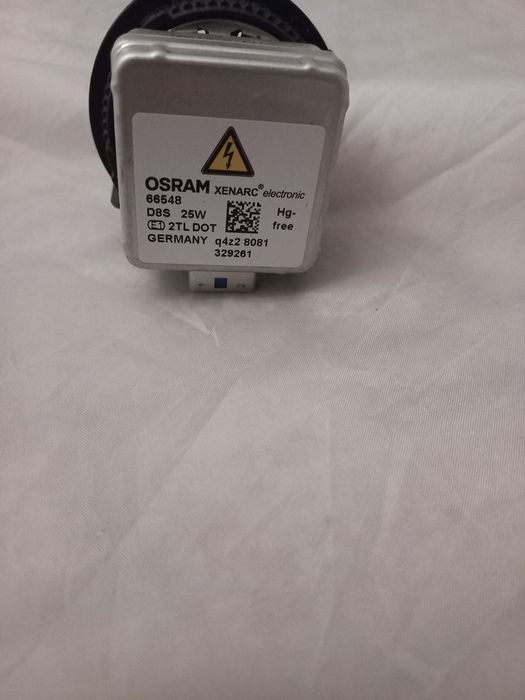 OSRAM XENARC® electronic
66548
D8S 25W Hg-
E1 2TL DOT free
GERMANY q4z2 8081
329261